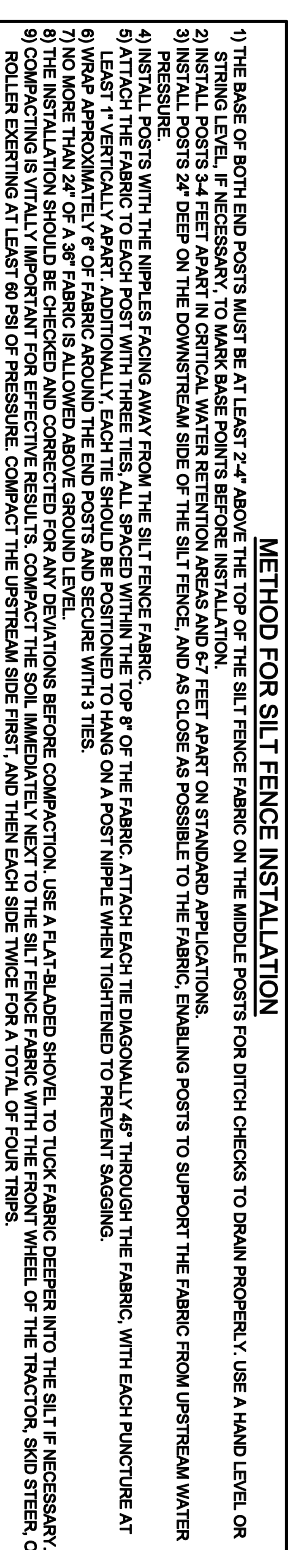 METHOD FOR SILT FENCE INSTALLATION
1) THE BASE OF BOTH END POSTS MUST BE AT LEAST 2'-4" ABOVE THE TOP OF THE SILT FENCE FABRIC ON THE MIDDLE POSTS FOR DITCH CHECKS TO DRAIN PROPERLY. USE A HAND LEVEL OR
STRING LEVEL, IF NECESSARY, TO MARK BASE POINTS BEFORE INSTALLATION.
2) INSTALL POSTS 3-4 FEET APART IN CRITICAL WATER RETENTION AREAS AND 6-7 FEET APART ON STANDARD APPLICATIONS.
3) INSTALL POSTS 24" DEEP ON THE DOWNSTREAM SIDE OF THE SILT FENCE, AND AS CLOSE AS POSSIBLE TO THE FABRIC, ENABLING POSTS TO SUPPORT THE FABRIC FROM UPSTREAM WATER
PRESSURE.
4) INSTALL POSTS WITH THE NIPPLES FACING AWAY FROM THE SILT FENCE FABRIC.
5) ATTACH THE FABRIC TO EACH POST WITH THREE TIES, ALL SPACED WITHIN THE TOP 8" OF THE FABRIC. ATTACH EACH TIE DIAGONALLY 45° THROUGH THE FABRIC, WITH EACH PUNCTURE AT
LEAST 1" VERTICALLY APART. ADDITIONALLY, EACH TIE SHOULD BE POSITIONED TO HANG ON A POST NIPPLE WHEN TIGHTENED TO PREVENT SAGGING.
6) WRAP APPROXIMATELY 6" OF FABRIC AROUND THE END POSTS AND SECURE WITH 3 TIES.
7) NO MORE THAN 24" OF A 36" FABRIC IS ALLOWED ABOVE GROUND LEVEL.
8) THE INSTALLATION SHOULD BE CHECKED AND CORRECTED FOR ANY DEVIATIONS BEFORE COMPACTION. USE A FLAT-BLADED SHOVEL TO TUCK FABRIC DEEPER INTO THE SILT IF NECESSARY.
9) COMPACTING IS VITALLY IMPORTANT FOR EFFECTIVE RESULTS. COMPACT THE SOIL IMMEDIATELY NEXT TO THE SILT FENCE FABRIC WITH THE FRONT WHEEL OF THE TRACTOR, SKID STEER,
ROLLER EXERTING AT LEAST 60 PSI OF PRESSURE. COMPACT THE UPSTREAM SIDE FIRST, AND THEN EACH SIDE TWICE FOR A TOTAL OF FOUR TRIPS.